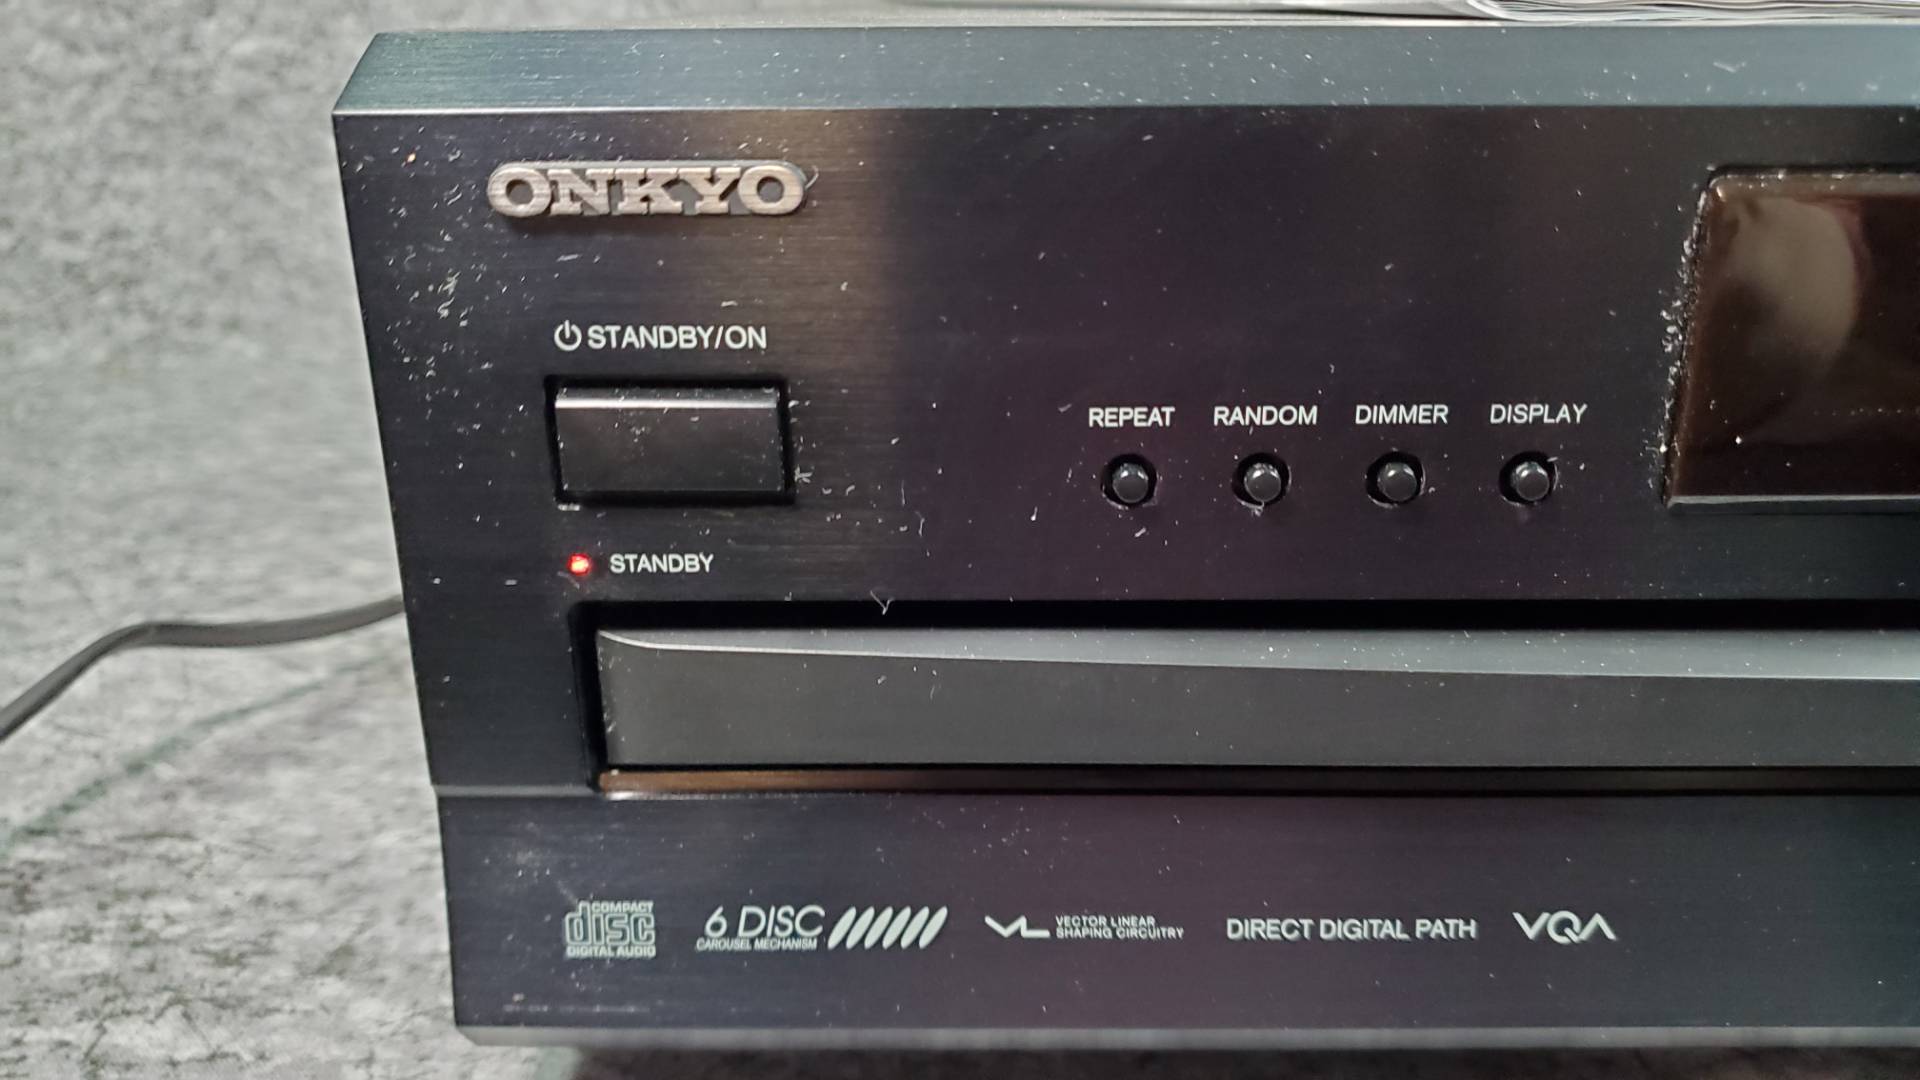 ONKYO
STANDBY/ON
REPEAT RANDOM DIMMER DISPLAY
STANDBY
COMPACT
disc
DIGITAL AUDIO
6 DISC
CAROUSEL MECHANISM
VL
VECTOR LINEAR
SHAPING CIRCUITRY
DIRECT DIGITAL PATH
VQA